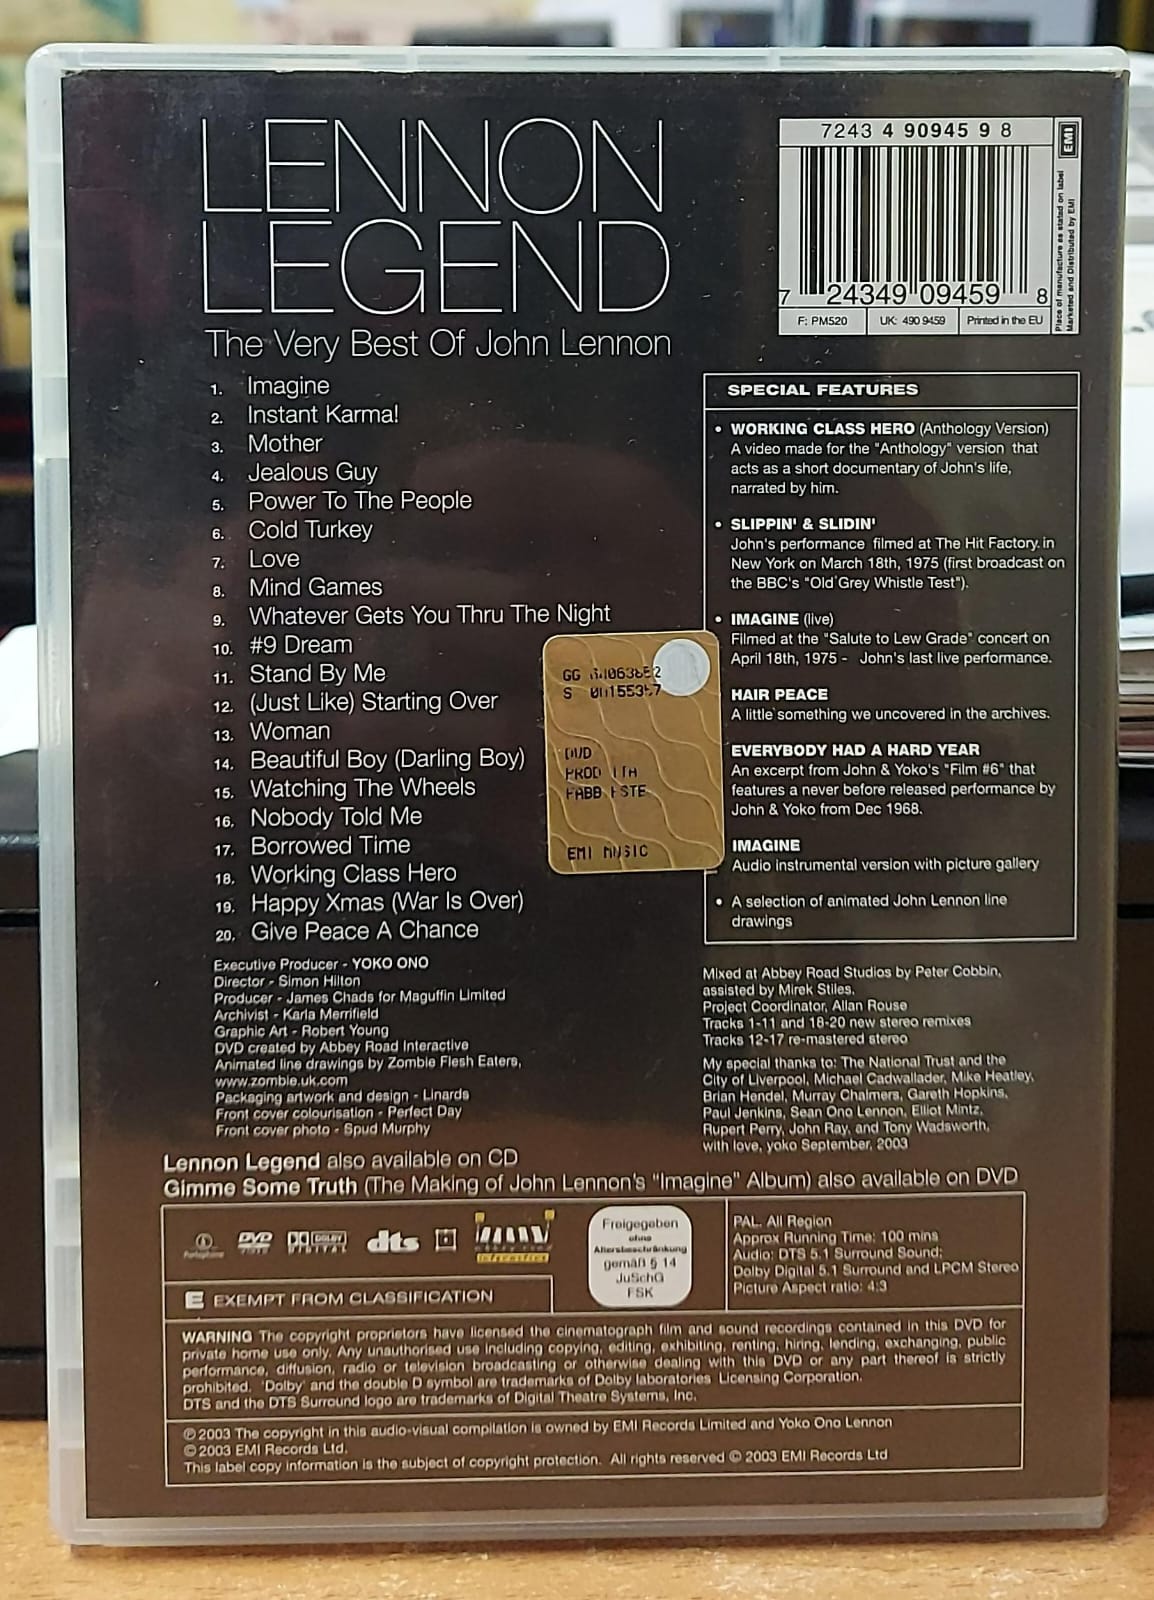 LENNON
LEGEND
The Very Best Of John Lennon
1. Imagine
2. Instant Karma!
3. Mother
4. Jealous Guy
5. Power To The People
6. Cold Turkey
7. Love
8. Mind Games
9. Whatever Gets You Thru The Night
10. #9 Dream
11. Stand By Me
12. (Just Like) Starting Over
13. Woman
14. Beautiful Boy (Darling Boy)
15. Watching The Wheels
16. Nobody Told Me
17. Borrowed Time
18. Working Class Hero
19. Happy Xmas (War Is Over)
20. Give Peace A Chance
Executive Producer - YOKO ONO
Director - Simon Hilton
Producer - James Chads for Maguffin Limited
Archivist - Karla Merrifield
Graphic Art - Robert Young
DVD created by Abbey Road Interactive
Animated line drawings by Zombie Flesh Eaters,
www.zombie.uk.com
Packaging artwork and design - Linards
Front cover colourisation - Perfect Day
Front cover photo - Spud Murphy
7243 4 90945 9 8
EMI
Place of manufacture as stated on label
Marketed and Distributed by EMI
7 24349 09459 8
F: PM520
UK: 490 9459
Printed in the EU
SPECIAL FEATURES
• WORKING CLASS HERO (Anthology Version)
A video made for the "Anthology" version that
acts as a short documentary of John's life,
narrated by him.
• SLIPPIN' & SLIDIN'
John's performance filmed at The Hit Factory in
New York on March 18th, 1975 (first broadcast on
the BBC's "Old Grey Whistle Test").
• IMAGINE (live)
Filmed at the "Salute to Lew Grade" concert on
April 18th, 1975 - John's last live performance.
HAIR PEACE
A little something we uncovered in the archives.
EVERYBODY HAD A HARD YEAR
An excerpt from John & Yoko's "Film #6" that
features a never before released performance by
John & Yoko from Dec 1968.
IMAGINE
Audio instrumental version with picture gallery
• A selection of animated John Lennon line
drawings
GG
S
DVD
PROD ITA
FABB ESTE
EMI MUSIC
Mixed at Abbey Road Studios by Peter Cobbin,
assisted by Mirek Stiles.
Project Coordinator, Allan Rouse
Tracks 1-11 and 18-20 new stereo remixes
Tracks 12-17 re-mastered stereo
My special thanks to: The National Trust and the
City of Liverpool, Michael Cadwallader, Mike Heatley,
Brian Hendel, Murray Chalmers, Gareth Hopkins,
Paul Jenkins, Sean Ono Lennon, Elliot Mintz,
Rupert Perry, John Ray, and Tony Wadsworth,
with love, yoko September, 2003
Lennon Legend also available on CD
Gimme Some Truth (The Making of John Lennon's "Imagine" Album) also available on DVD
Parlophone
DVD
VIDEO
DOLBY
DIGITAL
dts
interactive
Freigegeben
ohne
Altersbeschränkung
gemäß § 14
JuSchG
FSK
PAL. All Region
Approx Running Time: 100 mins
Audio: DTS 5.1 Surround Sound;
Dolby Digital 5.1 Surround and LPCM Stereo
Picture Aspect ratio: 4:3
E EXEMPT FROM CLASSIFICATION
WARNING The copyright proprietors have licensed the cinematograph film and sound recordings contained in this DVD for
private home use only. Any unauthorised use including copying, editing, exhibiting, renting, hiring, lending, exchanging, public
performance, diffusion, radio or television broadcasting or otherwise dealing with this DVD or any part thereof is strictly
prohibited. 'Dolby' and the double D symbol are trademarks of Dolby laboratories Licensing Corporation.
DTS and the DTS Surround logo are trademarks of Digital Theatre Systems, Inc.
℗ 2003 The copyright in this audio-visual compilation is owned by EMI Records Limited and Yoko Ono Lennon
© 2003 EMI Records Ltd.
This label copy information is the subject of copyright protection. All rights reserved © 2003 EMI Records Ltd